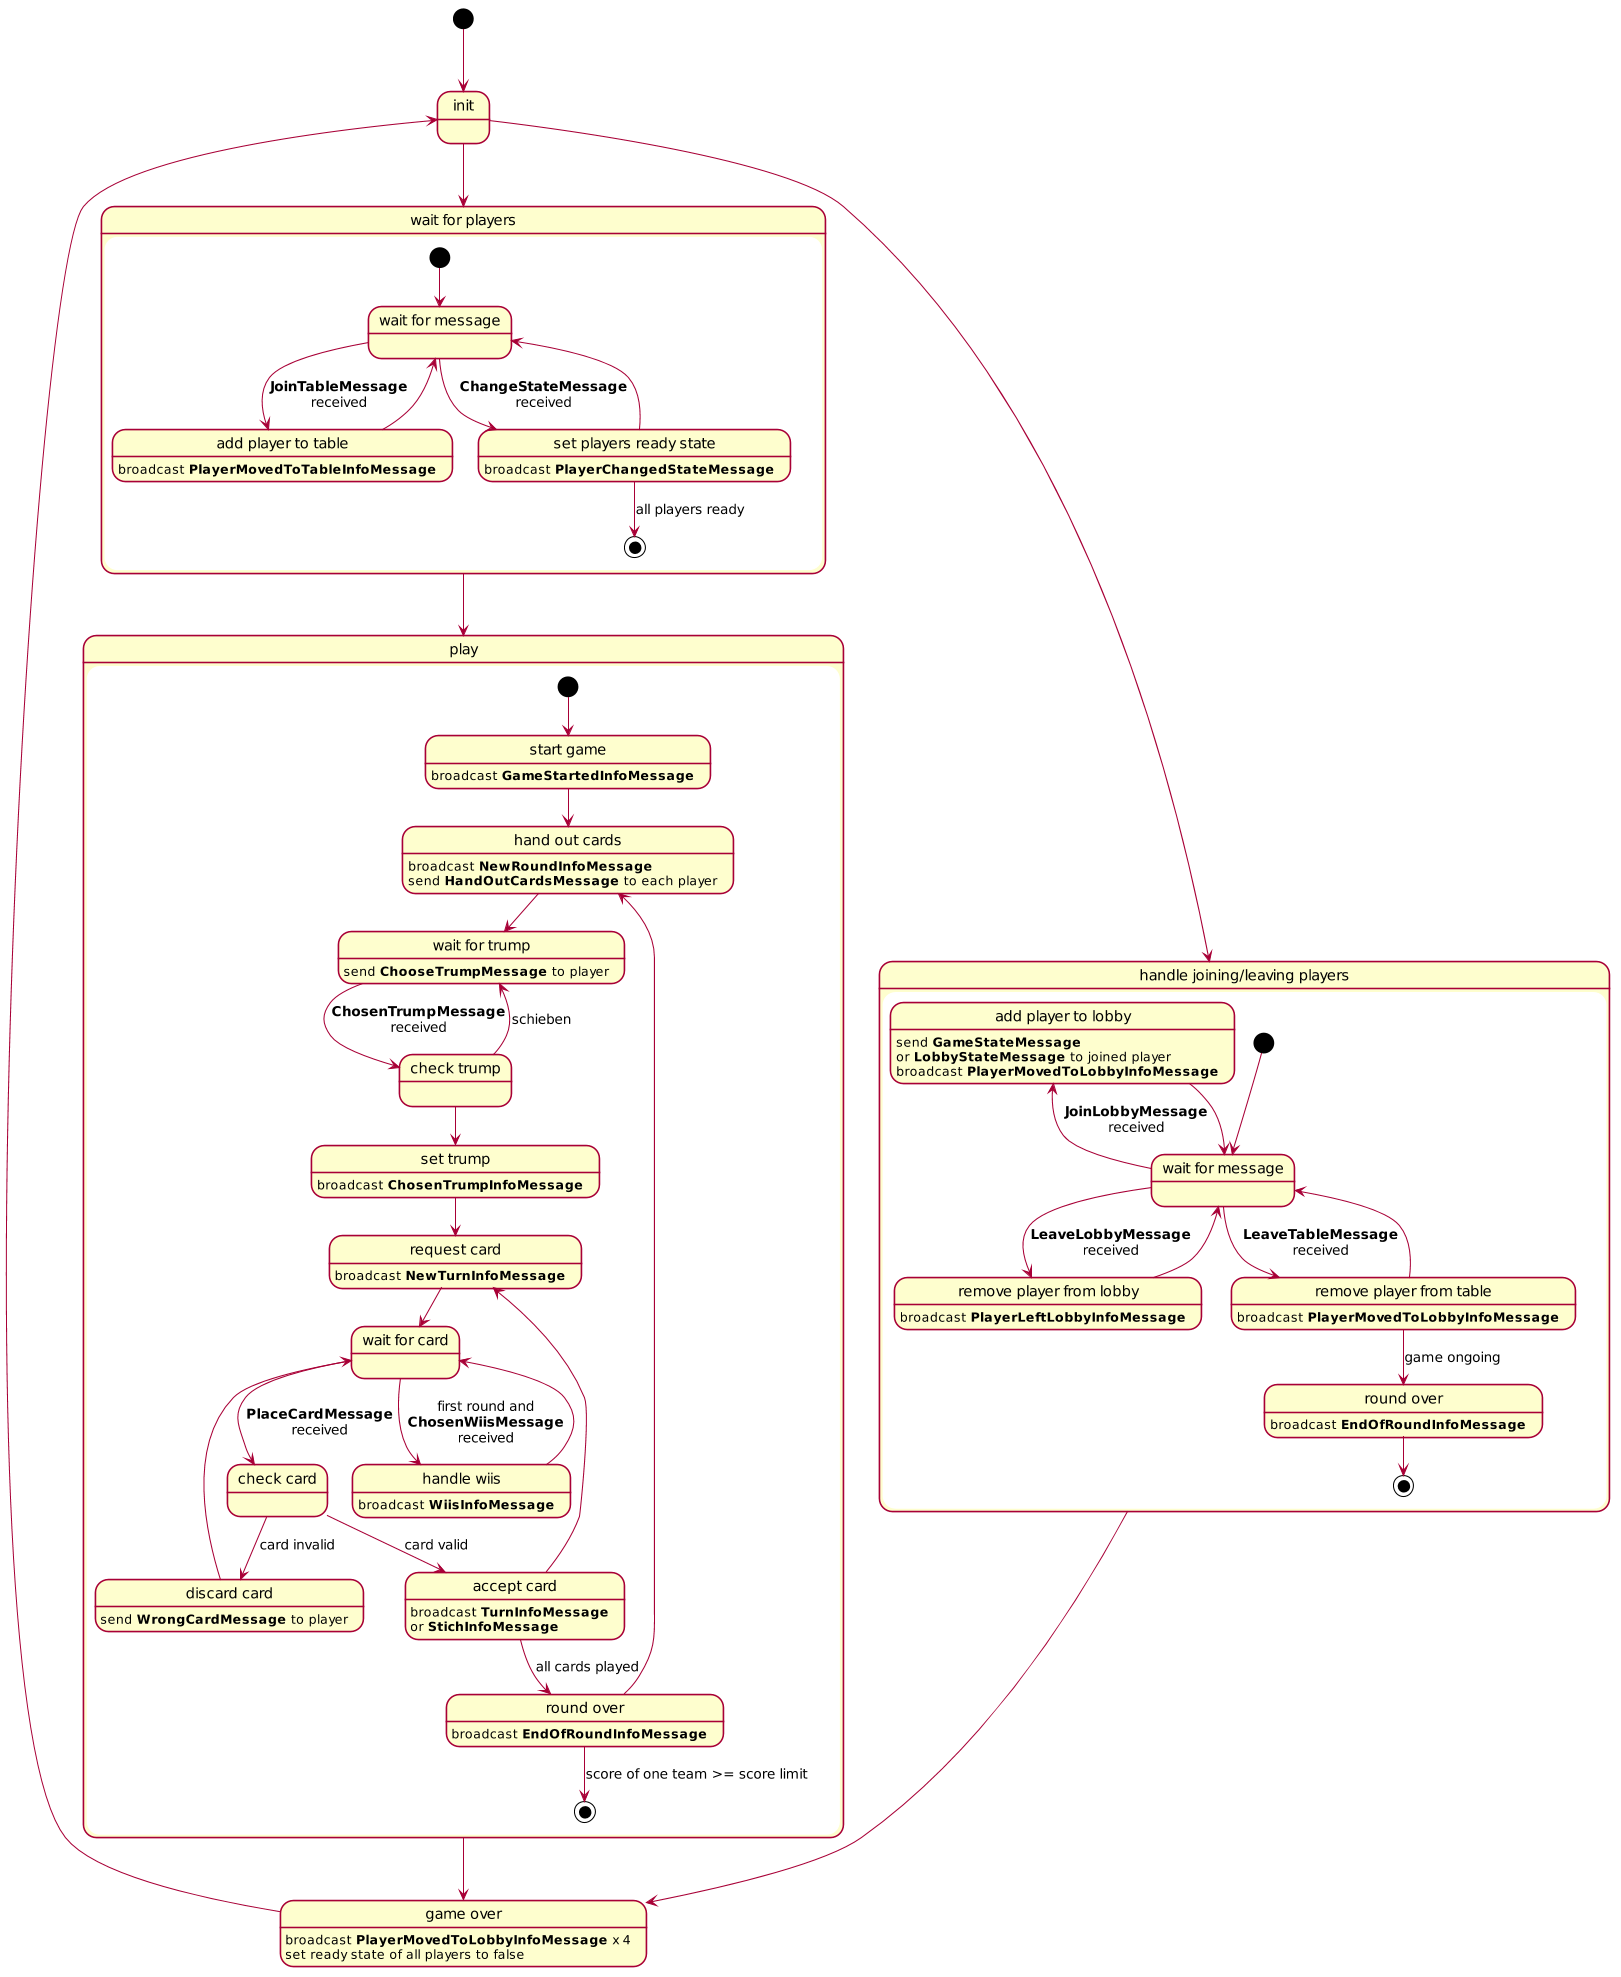 init
wait for players
wait for message
JoinTableMessage
received
ChangeStateMessage
received
add player to table
broadcast PlayerMovedToTableInfoMessage
set players ready state
broadcast PlayerChangedStateMessage
all players ready
play
start game
broadcast GameStartedInfoMessage
hand out cards
broadcast NewRoundInfoMessage
send HandOutCardsMessage to each player
wait for trump
send ChooseTrumpMessage to player
ChosenTrumpMessage
received
schieben
check trump
set trump
broadcast ChosenTrumpInfoMessage
request card
broadcast NewTurnInfoMessage
wait for card
PlaceCardMessage
received
first round and
ChosenWiisMessage
received
check card
handle wiis
broadcast WiisInfoMessage
card invalid
card valid
discard card
send WrongCardMessage to player
accept card
broadcast TurnInfoMessage
or StichInfoMessage
all cards played
round over
broadcast EndOfRoundInfoMessage
score of one team >= score limit
handle joining/leaving players
add player to lobby
send GameStateMessage
or LobbyStateMessage to joined player
broadcast PlayerMovedToLobbyInfoMessage
JoinLobbyMessage
received
wait for message
LeaveLobbyMessage
received
LeaveTableMessage
received
remove player from lobby
broadcast PlayerLeftLobbyInfoMessage
remove player from table
broadcast PlayerMovedToLobbyInfoMessage
game ongoing
round over
broadcast EndOfRoundInfoMessage
game over
broadcast PlayerMovedToLobbyInfoMessage x 4
set ready state of all players to false